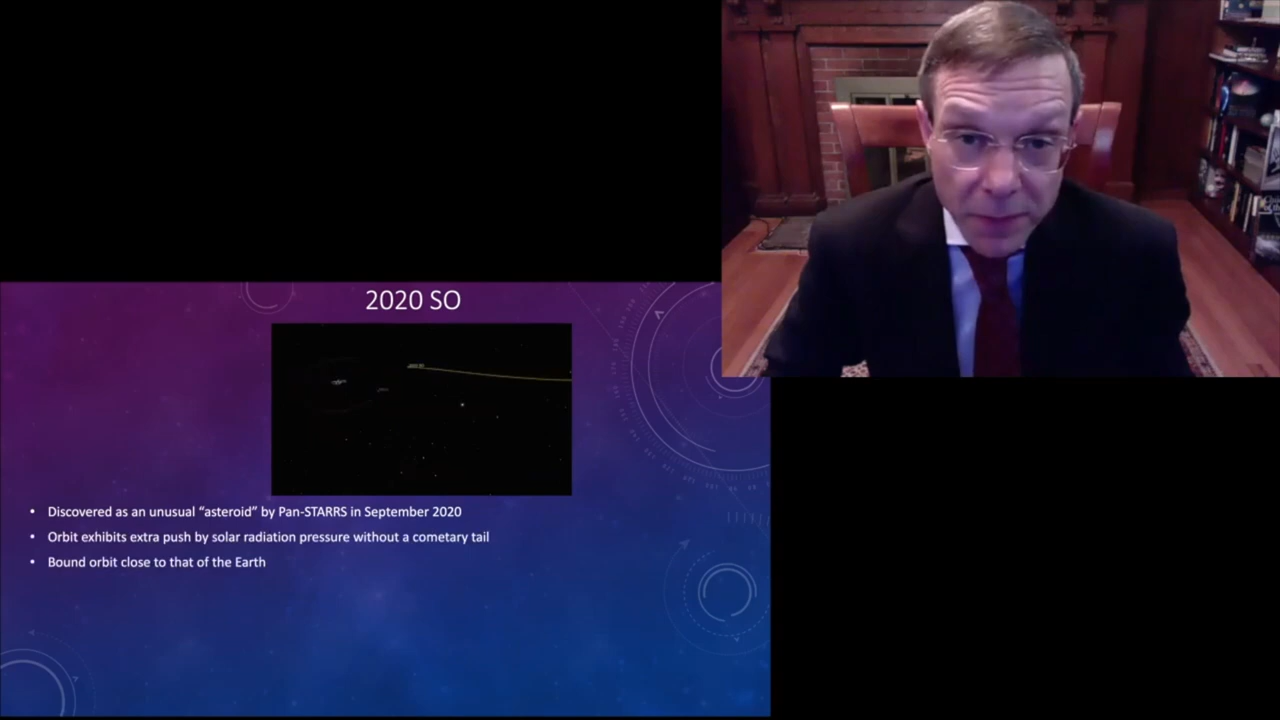 2020 SO
• Discovered as an unusual “asteroid” by Pan-STARRS in September 2020
• Orbit exhibits extra push by solar radiation pressure without a cometary tail
• Bound orbit close to that of the Earth